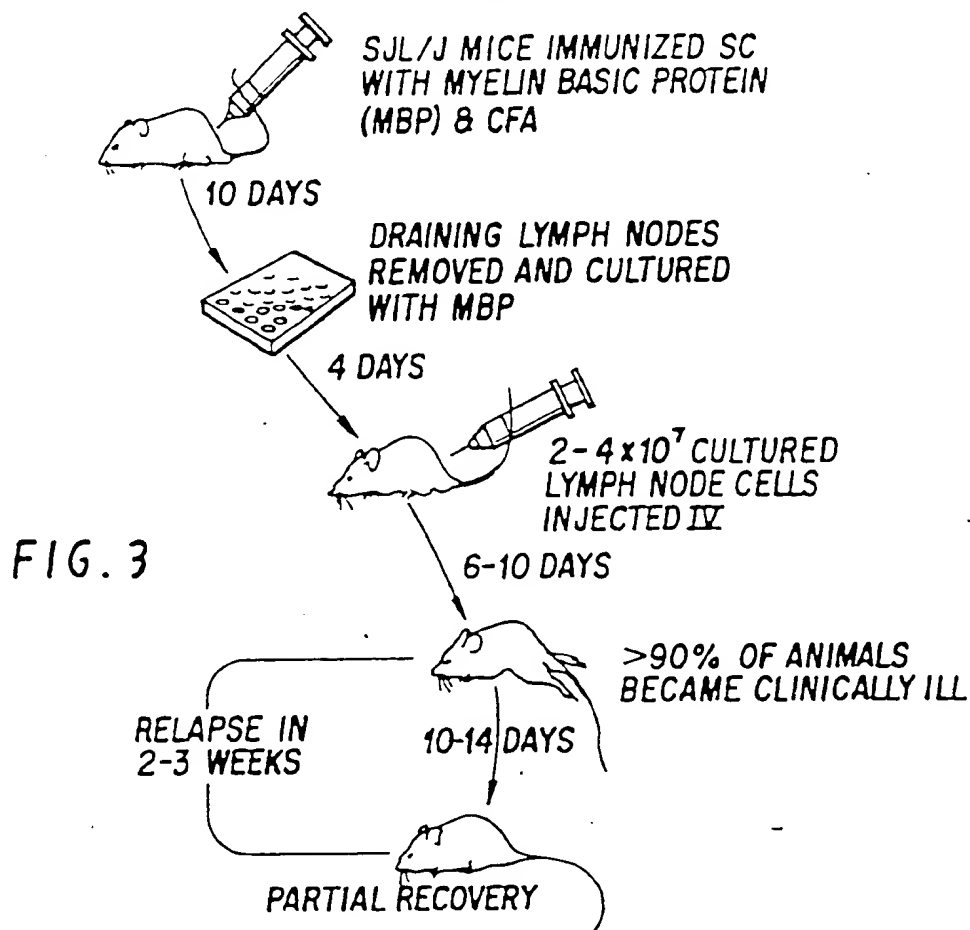 SJL/J MICE IMMUNIZED SC
WITH MYELIN BASIC PROTEIN
(MBP) & CFA
10 DAYS
DRAINING LYMPH NODES
REMOVED AND CULTURED
WITH MBP
4 DAYS
2-4×10⁷ CULTURED
LYMPH NODE CELLS
INJECTED IV
FIG. 3
6-10 DAYS
>90% OF ANIMALS
BECAME CLINICALLY ILL
RELAPSE IN
2-3 WEEKS
10-14 DAYS
PARTIAL RECOVERY